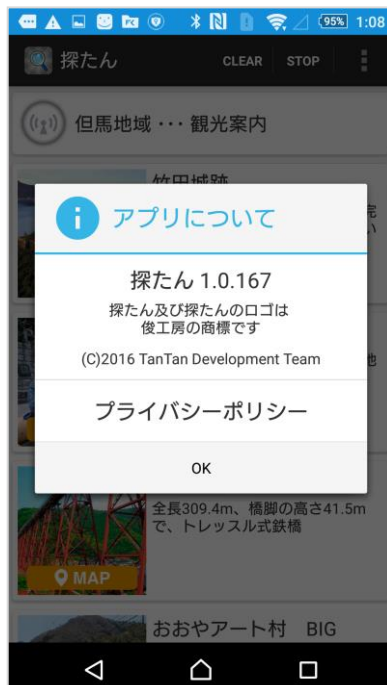 95% 1:08
探たん CLEAR STOP
但馬地域・・・観光案内
竹田城跡
完
い
アプリについて
探たん 1.0.167
探たん及び探たんのロゴは
俊工房の商標です
(C)2016 TanTan Development Team
地
プライバシーポリシー
OK
全長309.4m、橋脚の高さ41.5m
で、トレッスル式鉄橋
MAP
おおやアート村 BIG